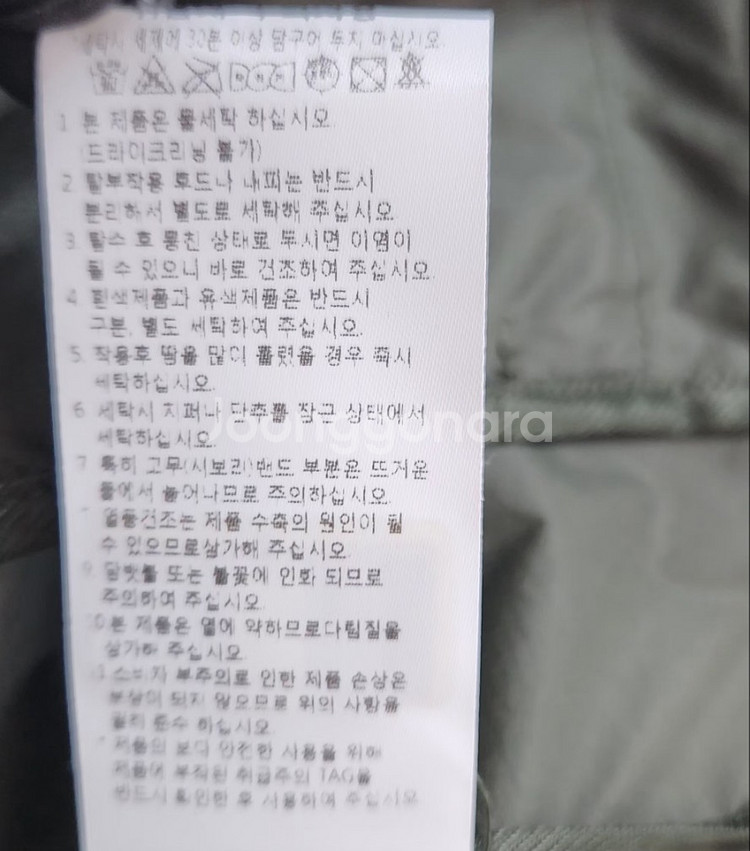 세탁시 세제에 30분 이상 담구어 두지 마십시오.
1 본 제품은 물세탁 하십시오
(드라이크리닝 불가)
2 탈부착용 후드나 내피는 반드시
분리하서 별도로 세탁해 주십시오
3. 탈수 후 뭉친 상태로 두시면 이염이
될 수 있으니 바로 건조하여 주십시오.
4 흰색제품과 유색제품은 반드시
구분, 별도 세탁하여 주십시오.
5. 착용후 땀을 많이 흘렸을 경우 즉시
세탁하십시오.
6 세탁시 지퍼나 단추를 잠근 상태에서
세탁하십시오.
Joonggonara
7 특히 고무(시보리)밴드 부분은 뜨거운
물에서 늘어나므로 주의하십시오.
열풍건조는 제품 수축의 원인이 될
수 있으므로삼가해 주십시오.
9 담뱃불 또는 불꽃에 인화 되므로
주의하여 주십시오.
10 본 제품은 열에 약하므로다림질을
삼가해 주십시오.
소비자 부주의로 인한 제품 손상은
보상이 되지 않으므로 위의 사항을
필히 준수 하십시오.
제품의 보다 안전한 사용을 위해
제품에 부착된 취급주의 TAG를
반드시 확인한 후 사용하여 주십시오